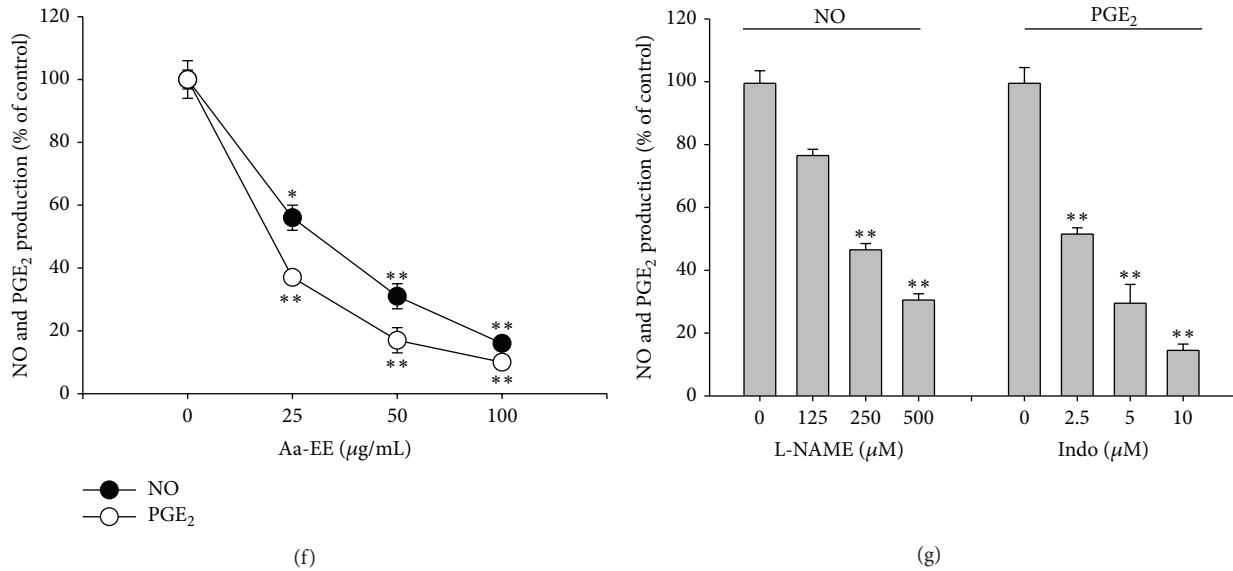 NO and PGE2 production (% of control)
120
100
80
60
40
20
0
*
**
**
**
**
**
0 25 50 100
Aa-EE (μg/mL)
NO
PGE2
(f)
NO and PGE2 production (% of control)
NO PGE2
120
100
80
60
40
20
0
**
**
**
**
**
0 125 250 500 0 2.5 5 10
L-NAME (μM) Indo (μM)
(g)